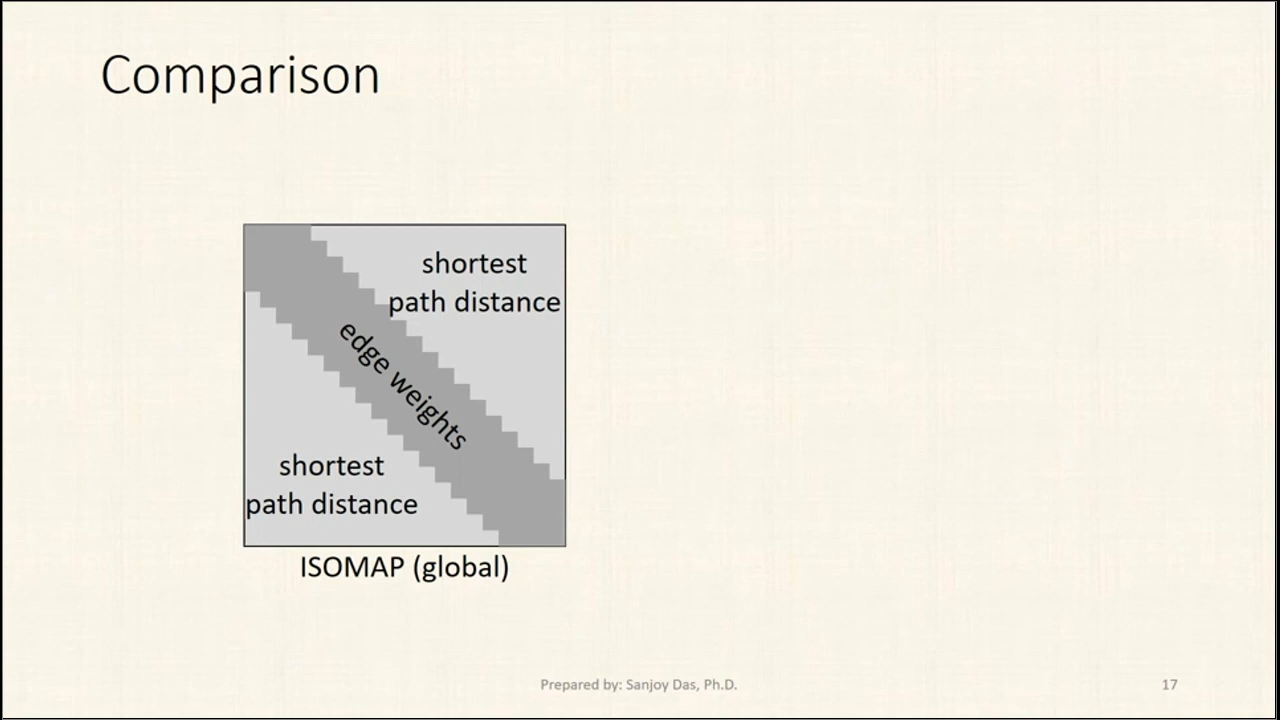 Comparison
shortest
path distance
edge weights
shortest
path distance
ISOMAP (global)
Prepared by: Sanjoy Das, Ph.D.
17